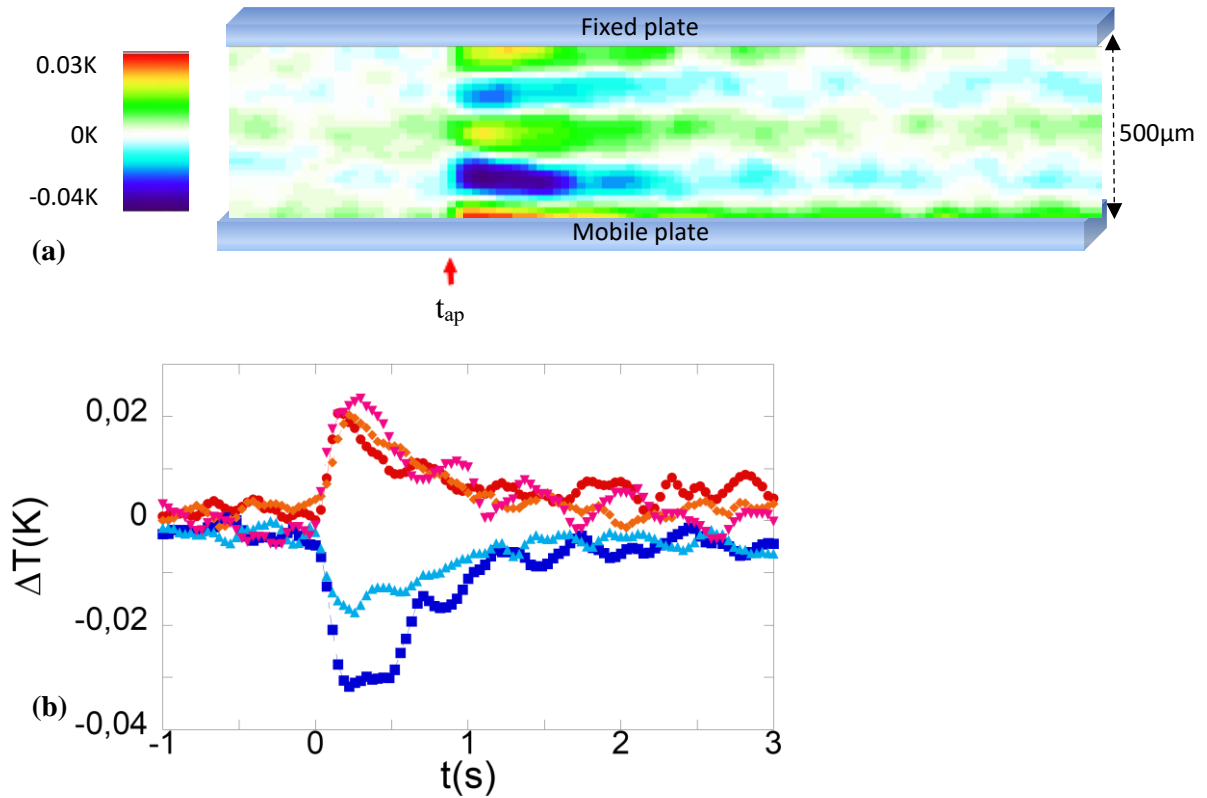 Fixed plate
0.03K
0K
-0.04K
500µm
Mobile plate
(a)
t_ap
0,02
0
-0,02
-0,04
ΔT(K)
(b)
-1 0 1 2 3
t(s)